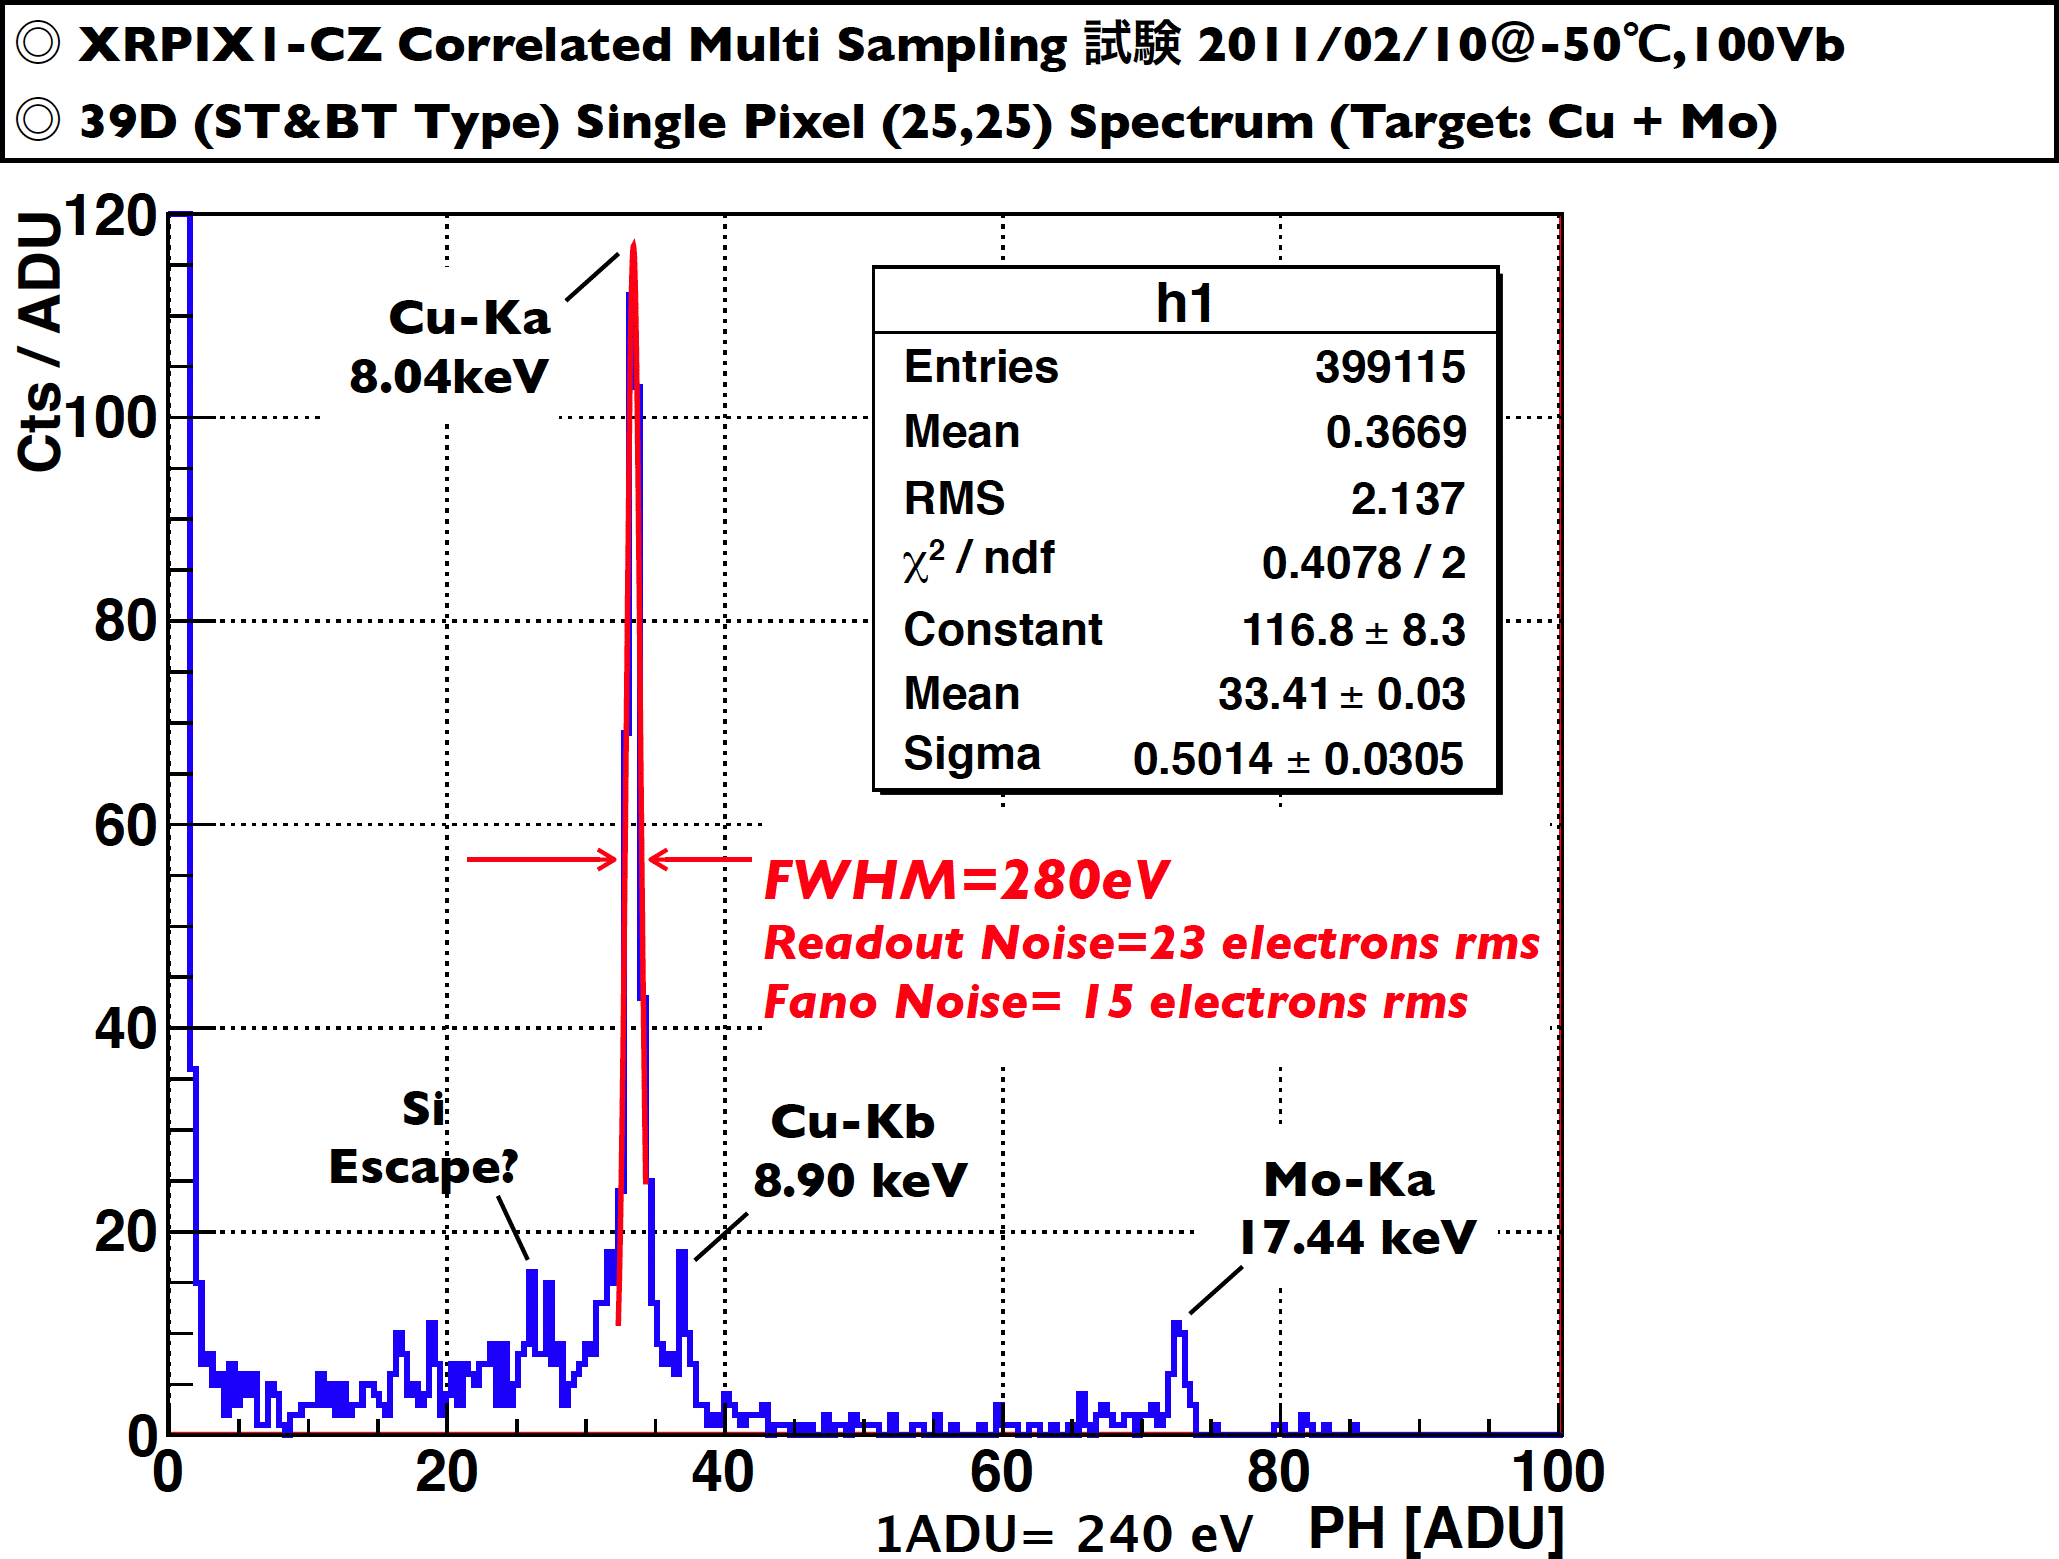 ◎ XRPIX1-CZ Correlated Multi Sampling 試験 2011/02/10@-50℃,100Vb
◎ 39D (ST&BT Type) Single Pixel (25,25) Spectrum (Target: Cu + Mo)
Cts / ADU
120
100
80
60
40
20
0
Cu-Ka
8.04keV
h1
Entries 399115
Mean 0.3669
RMS 2.137
χ² / ndf 0.4078 / 2
Constant 116.8 ± 8.3
Mean 33.41 ± 0.03
Sigma 0.5014 ± 0.0305
FWHM=280eV
Readout Noise=23 electrons rms
Fano Noise= 15 electrons rms
Si
Escape?
Cu-Kb
8.90 keV
Mo-Ka
17.44 keV
0 20 40 60 80 100
1ADU= 240 eV
PH [ADU]